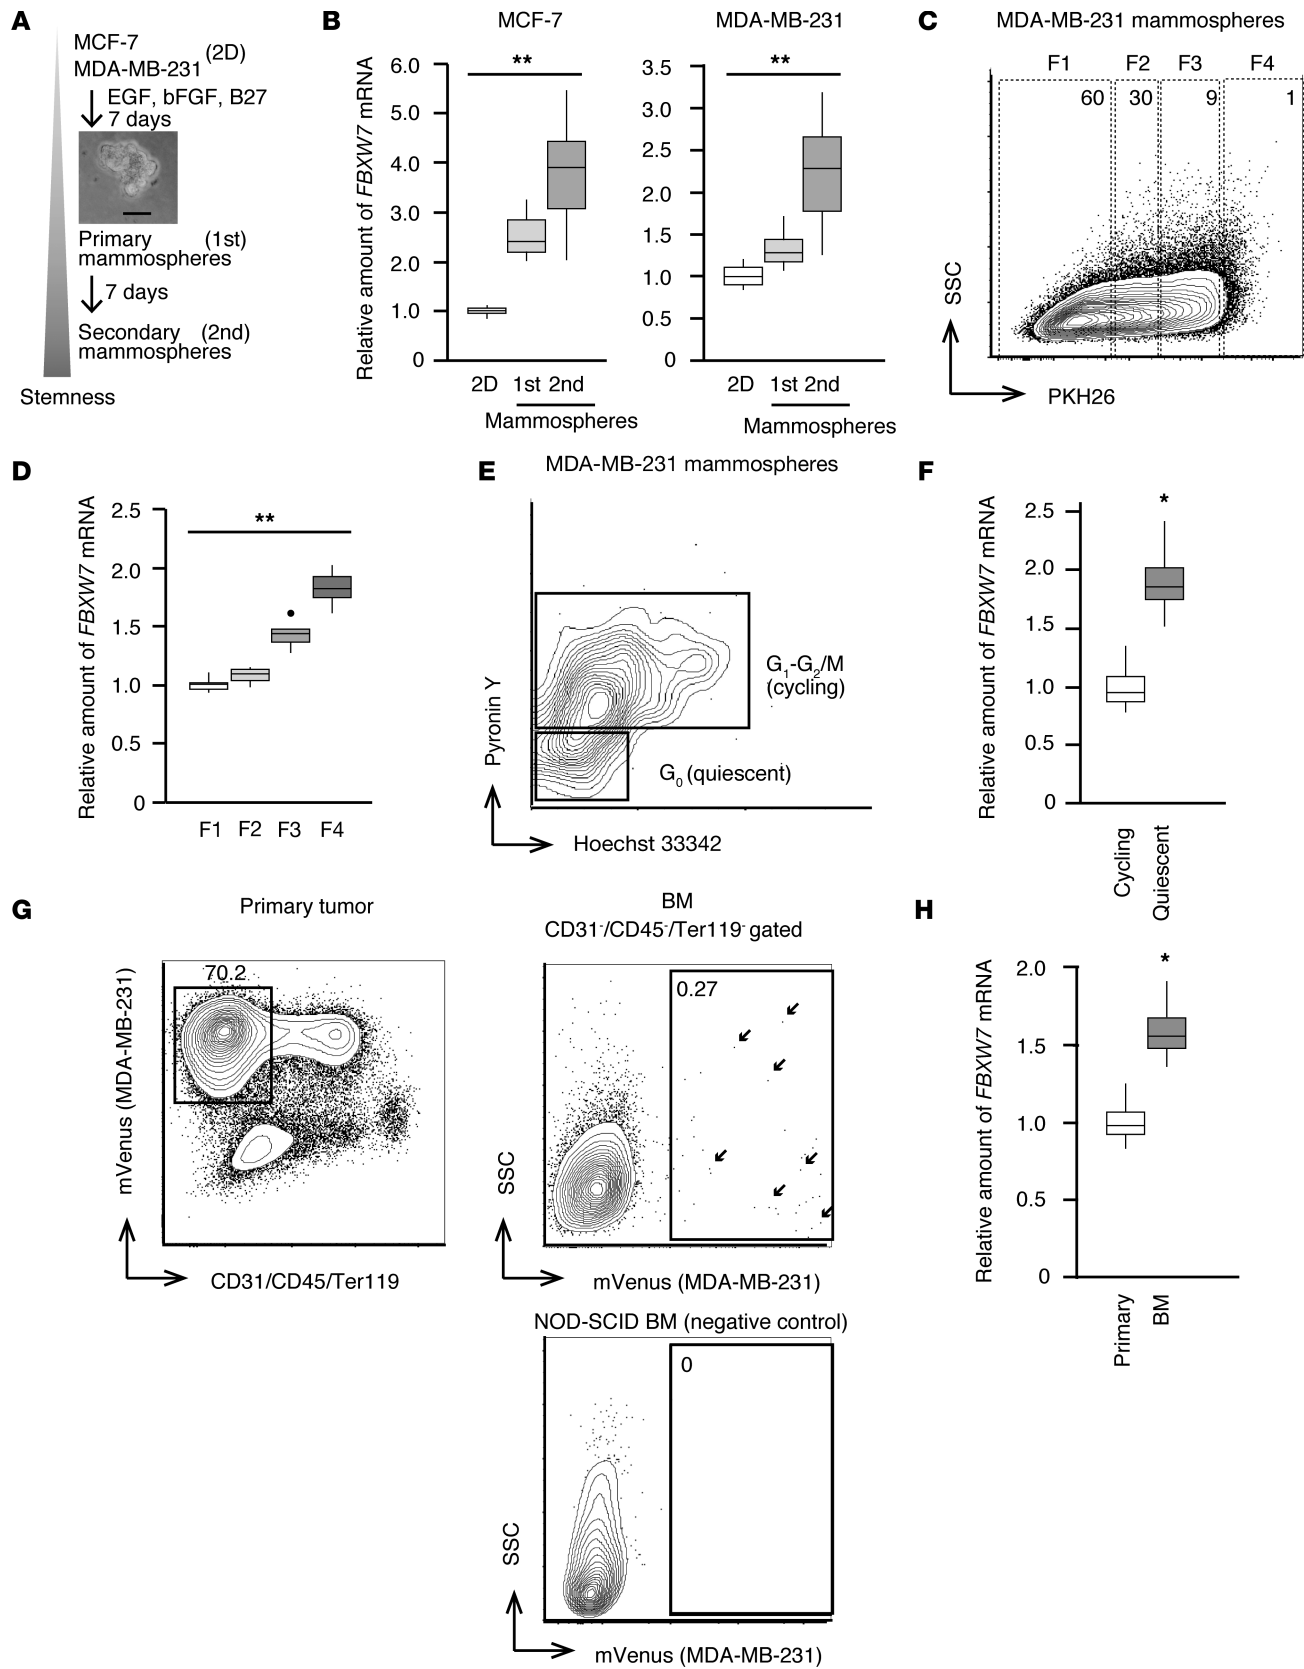 A
MCF-7
MDA-MB-231
(2D)
EGF, bFGF, B27
7 days
Primary (1st)
mammospheres
7 days
Secondary (2nd)
mammospheres
Stemness
B
MCF-7
Relative amount of FBXW7 mRNA
6.0
5.0
4.0
3.0
2.0
1.0
0
**
2D 1st 2nd
Mammospheres
MDA-MB-231
3.5
3.0
2.5
2.0
1.5
1.0
0.5
0
**
2D 1st 2nd
Mammospheres
C
MDA-MB-231 mammospheres
F1 F2 F3 F4
60 30 9 1
SSC
PKH26
D
Relative amount of FBXW7 mRNA
2.5
2.0
1.5
1.0
0.5
0
**
F1 F2 F3 F4
E
MDA-MB-231 mammospheres
Pyronin Y
G1-G2/M
(cycling)
G0 (quiescent)
Hoechst 33342
F
Relative amount of FBXW7 mRNA
2.5
2.0
1.5
1.0
0.5
0
*
Cycling
Quiescent
G
Primary tumor
70.2
mVenus (MDA-MB-231)
CD31/CD45/Ter119
BM
CD31-/CD45-/Ter119- gated
0.27
SSC
mVenus (MDA-MB-231)
NOD-SCID BM (negative control)
0
SSC
mVenus (MDA-MB-231)
H
Relative amount of FBXW7 mRNA
2.0
1.5
1.0
0.5
0
*
Primary
BM